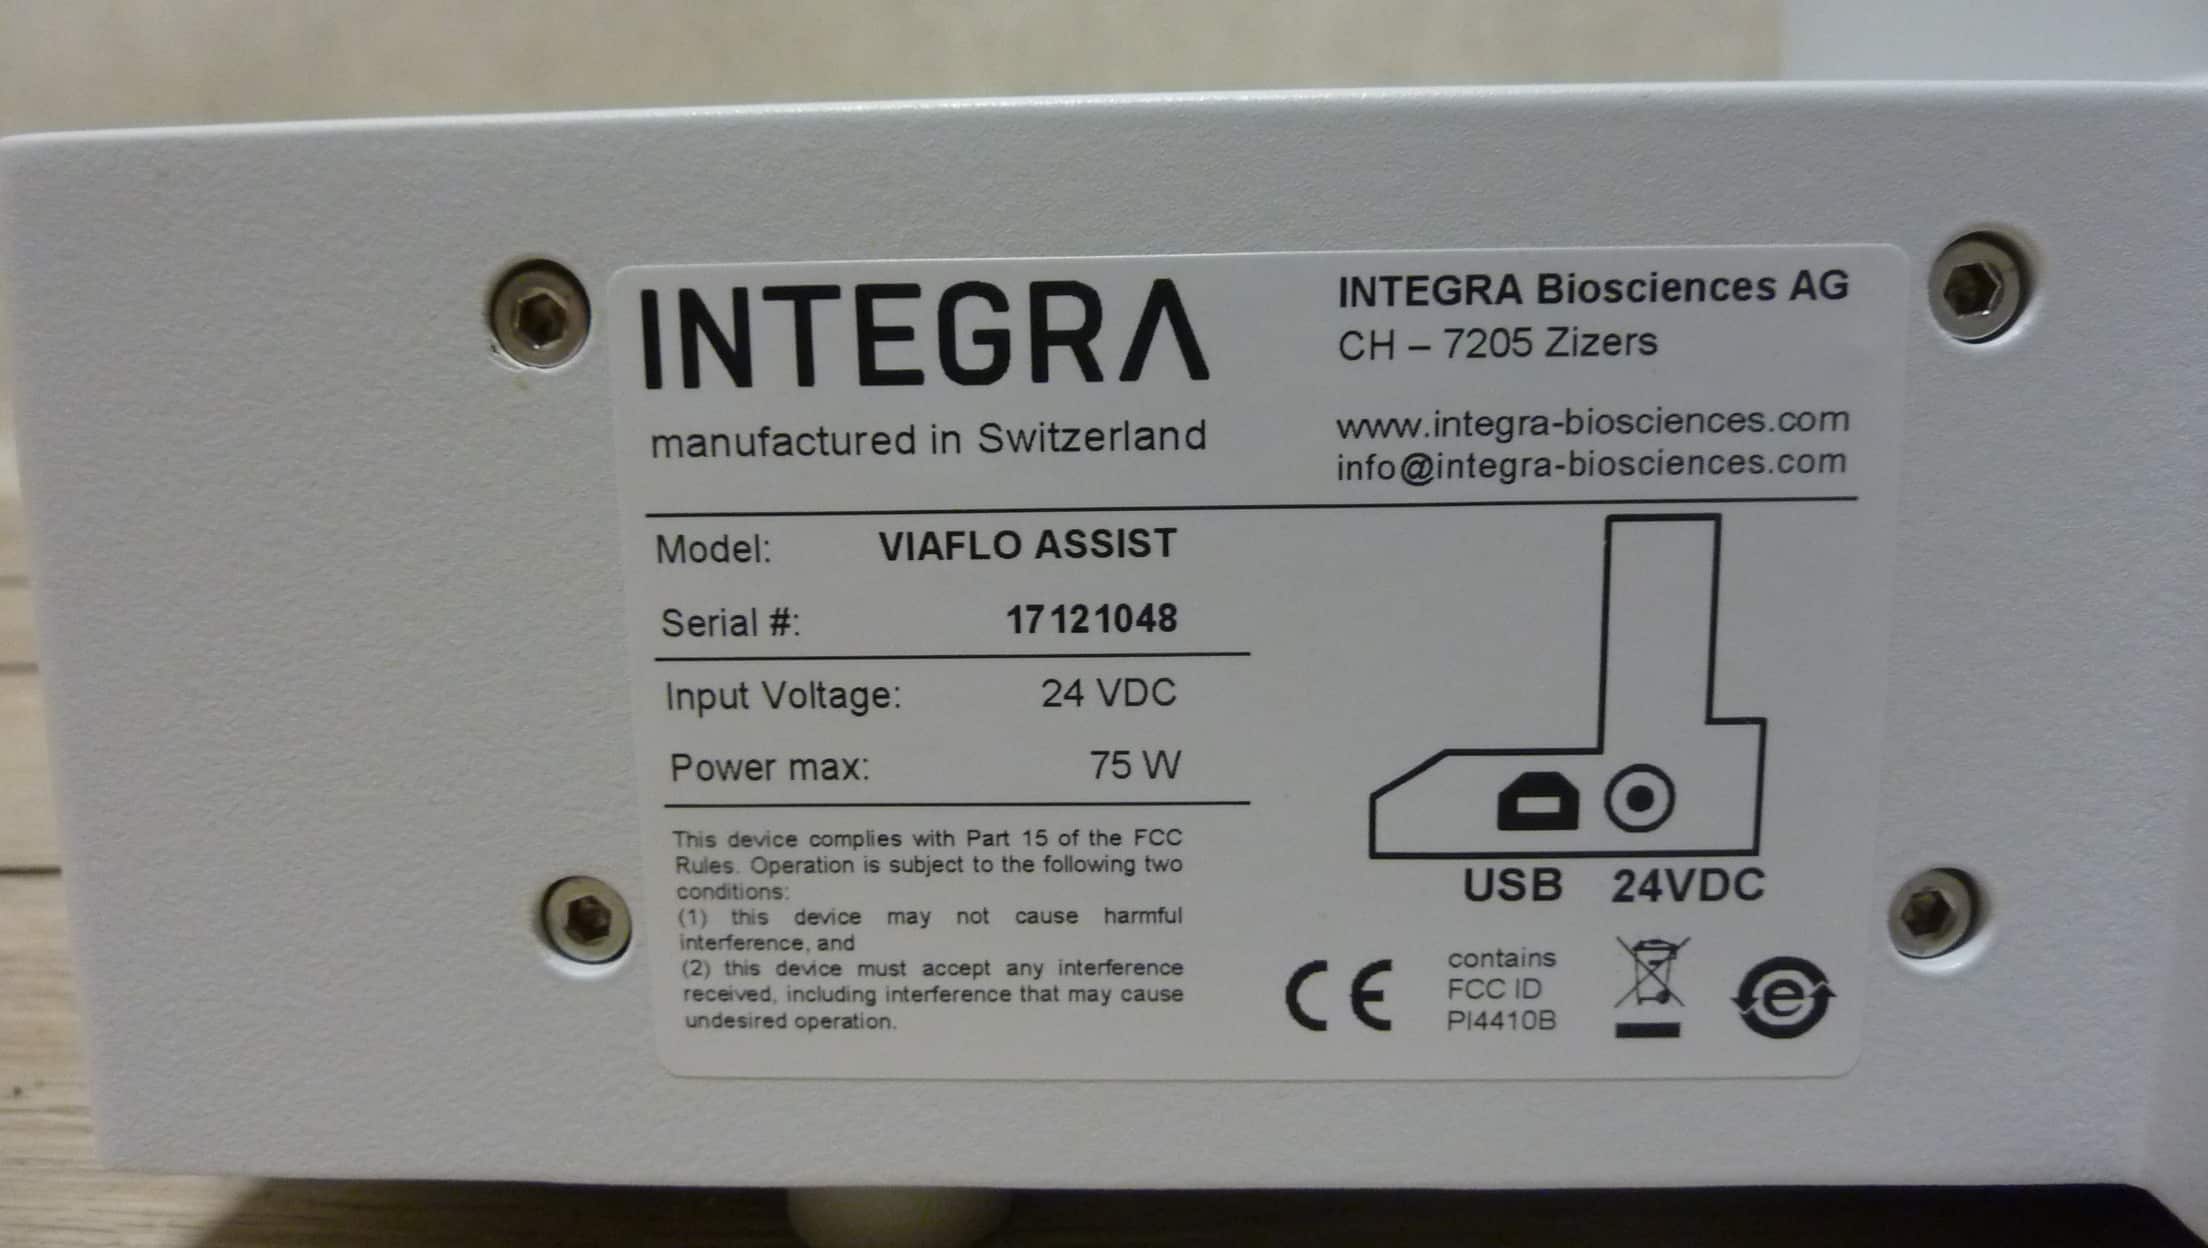 INTEGRA
manufactured in Switzerland
INTEGRA Biosciences AG
CH – 7205 Zizers
www.integra-biosciences.com
info@integra-biosciences.com
Model: VIAFLO ASSIST
Serial #: 17121048
Input Voltage: 24 VDC
Power max: 75 W
This device complies with Part 15 of the FCC
Rules. Operation is subject to the following two
conditions:
(1) this device may not cause harmful
interference, and
(2) this device must accept any interference
received, including interference that may cause
undesired operation.
USB 24VDC
CE
contains
FCC ID
PI4410B
e